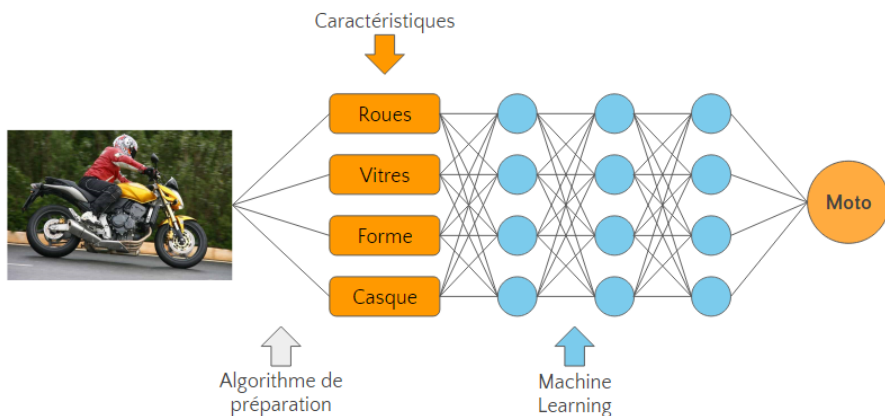 Caractéristiques
Roues
Vitres
Forme
Casque
Moto
Algorithme de
préparation
Machine
Learning